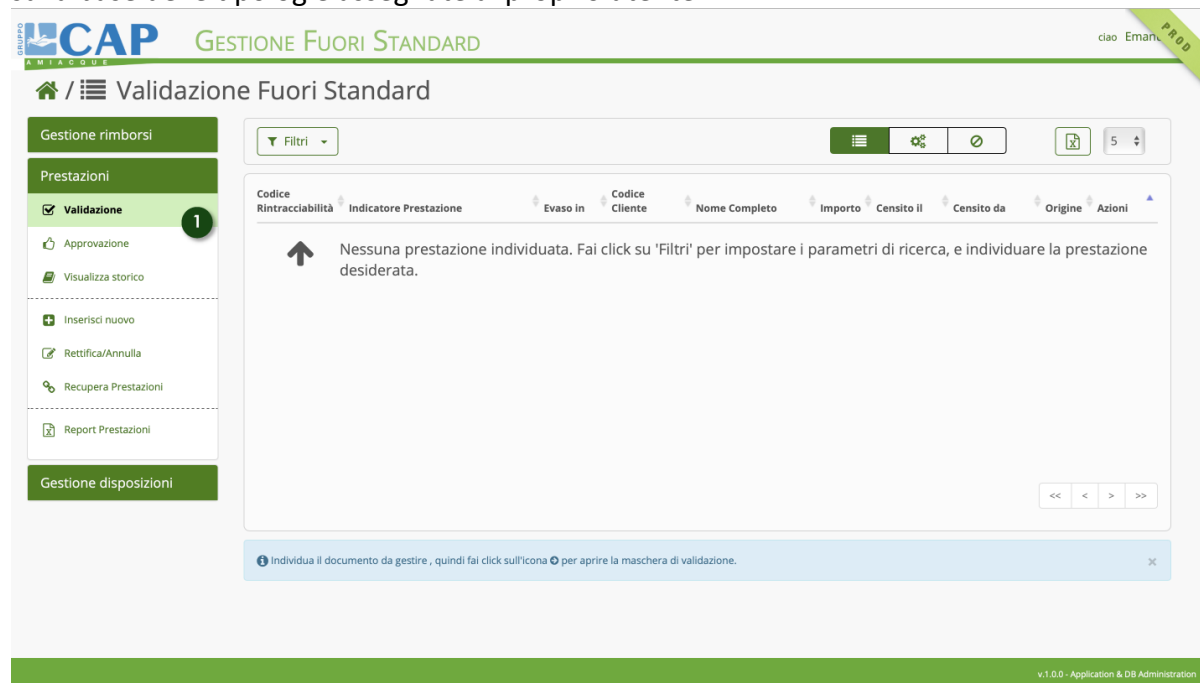 GRUPPO
CAP
AMIACQUE
GESTIONE FUORI STANDARD
ciao
PROD
/ Validazione Fuori Standard
Gestione rimborsi
Prestazioni
Validazione
1
Approvazione
Visualizza storico
Inserisci nuovo
Rettifica/Annulla
Recupera Prestazioni
Report Prestazioni
Gestione disposizioni
Filtri
5
Codice Rintracciabilità Indicatore Prestazione Evaso in Codice Cliente Nome Completo Importo Censito il Censito da Origine Azioni
Nessuna prestazione individuata. Fai click su 'Filtri' per impostare i parametri di ricerca, e individuare la prestazione
desiderata.
<< < > >>
Individua il documento da gestire , quindi fai click sull'icona per aprire la maschera di validazione.
×
v.1.0.0 - Application & DB Administration